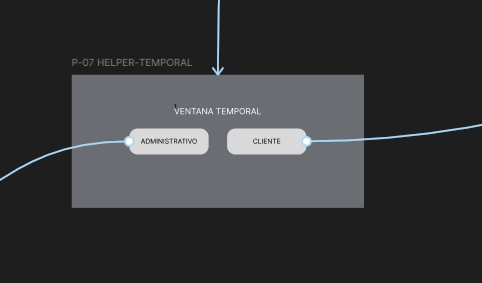 P-07 HELPER-TEMPORAL
VENTANA TEMPORAL
ADMINISTRATIVO
CLIENTE